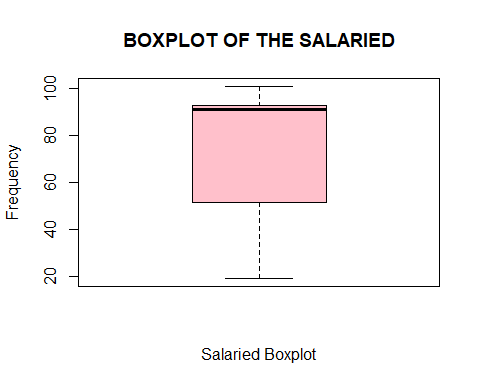 BOXPLOT OF THE SALARIED
Frequency
100
80
60
40
20
Salaried Boxplot